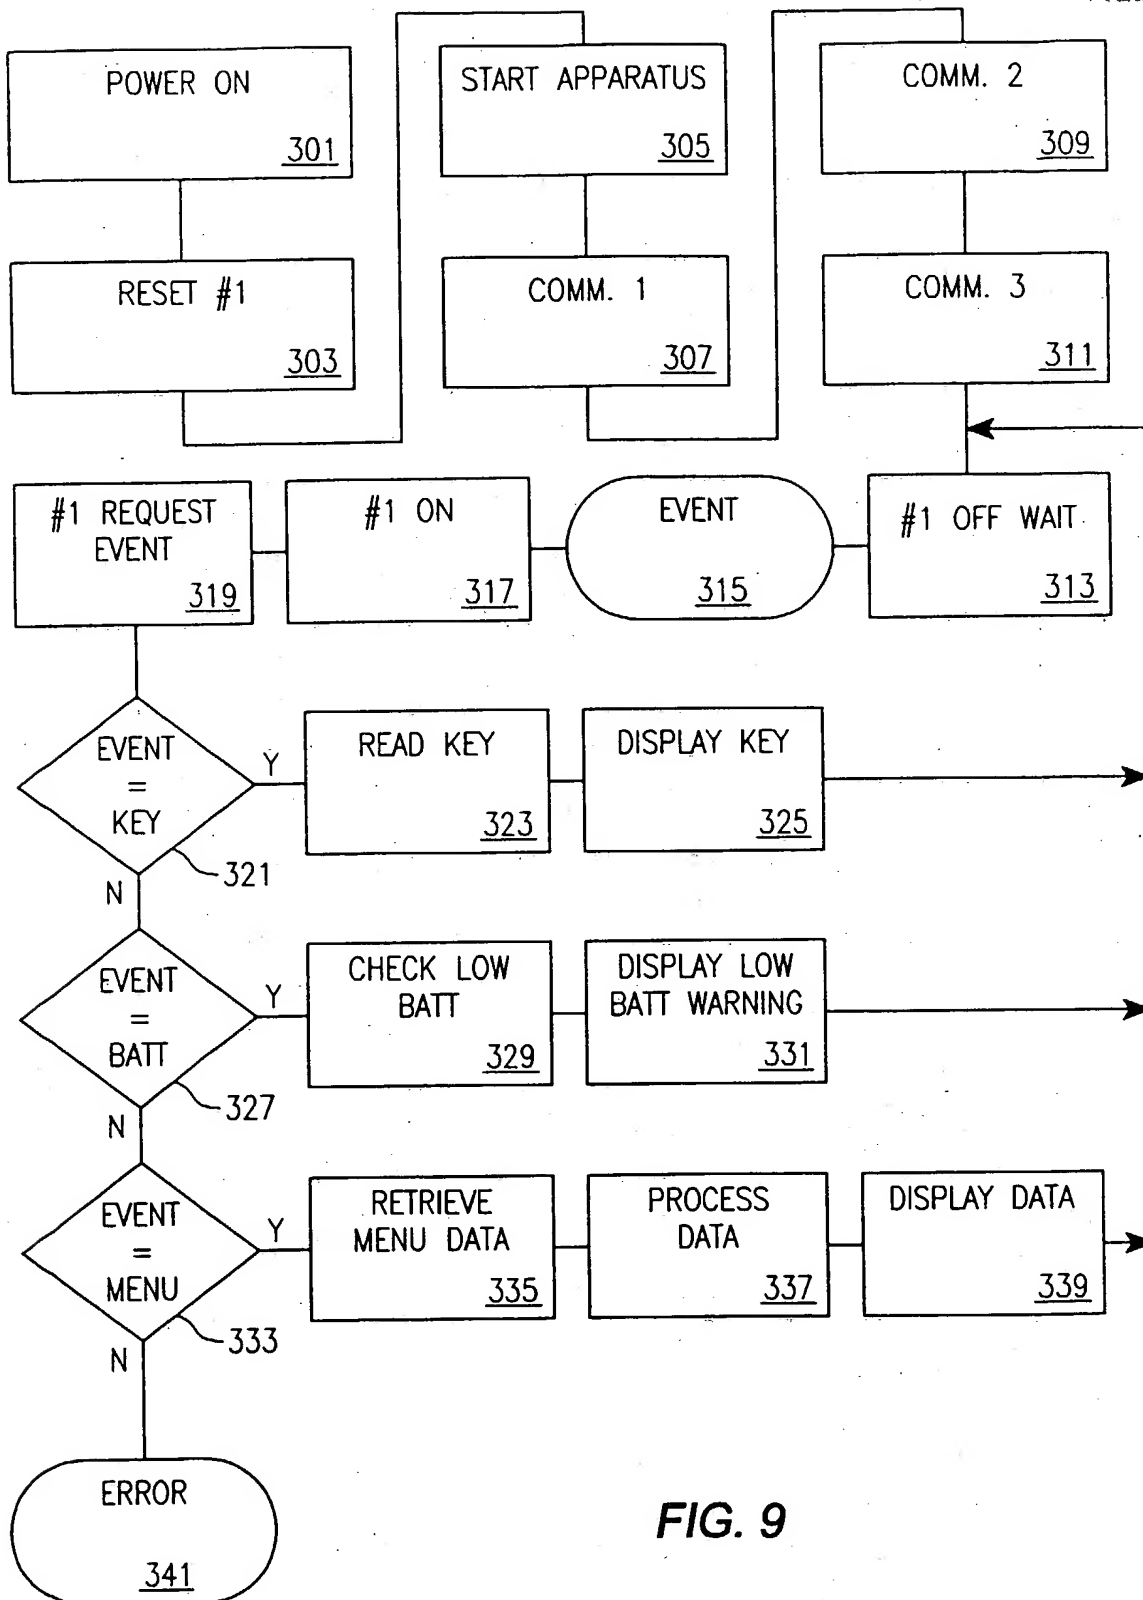 POWER ON
301
START APPARATUS
305
COMM. 2
309
RESET #1
303
COMM. 1
307
COMM. 3
311
#1 REQUEST
EVENT
319
#1 ON
317
EVENT
315
#1 OFF WAIT
313
EVENT
=
KEY
321
Y
N
READ KEY
323
DISPLAY KEY
325
EVENT
=
BATT
327
Y
N
CHECK LOW
BATT
329
DISPLAY LOW
BATT WARNING
331
EVENT
=
MENU
333
Y
N
RETRIEVE
MENU DATA
335
PROCESS
DATA
337
DISPLAY DATA
339
ERROR
341
FIG. 9